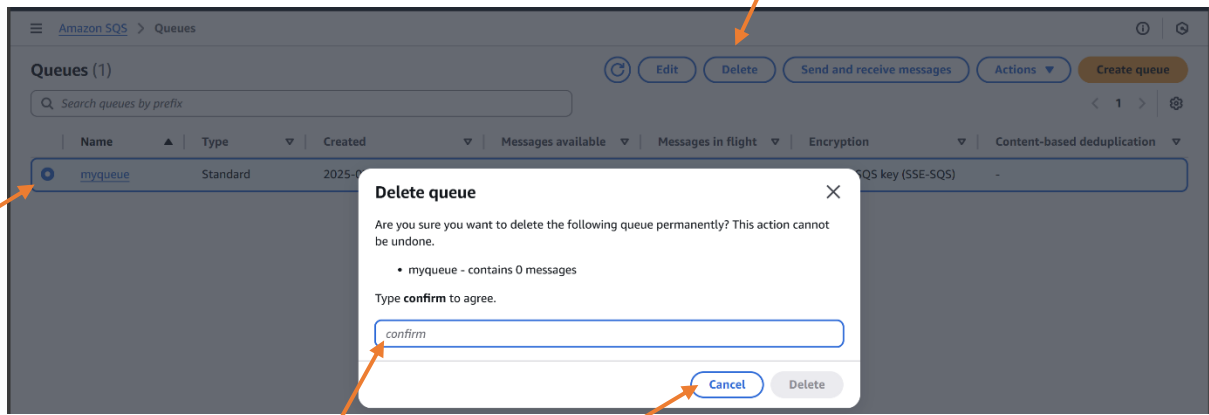 Amazon SQS > Queues
Queues (1)
Edit
Delete
Send and receive messages
Actions
Create queue
Search queues by prefix
1
Name Type Created Messages available Messages in flight Encryption Content-based deduplication
myqueue Standard 2025-0 SQS key (SSE-SQS) -
Delete queue
Are you sure you want to delete the following queue permanently? This action cannot
be undone.
• myqueue - contains 0 messages
Type confirm to agree.
confirm
Cancel
Delete